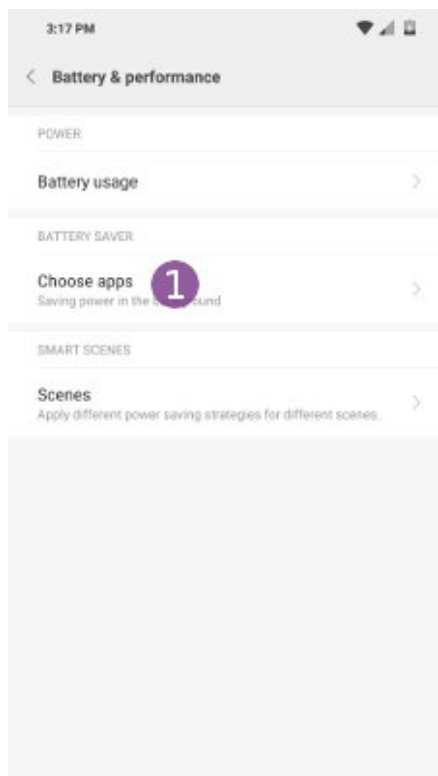 3:17 PM
Battery & performance
POWER
Battery usage
BATTERY SAVER
Choose apps
1
Saving power in the ound
SMART SCENES
Scenes
Apply different power saving strategies for different scenes.